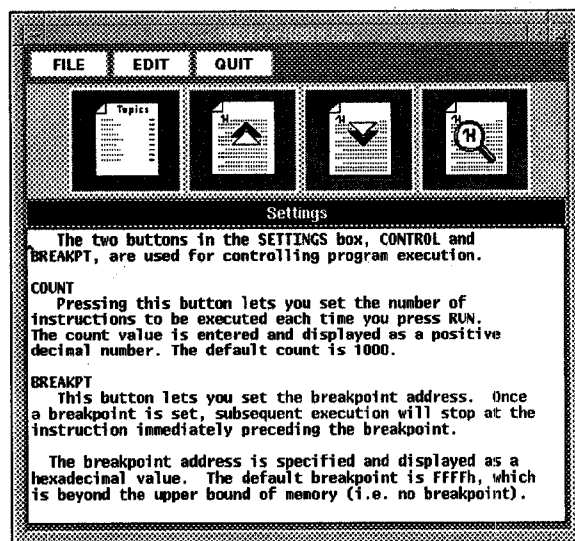 FILE EDIT QUIT
Topics
H H H H
Settings
The two buttons in the SETTINGS box, CONTROL and
BREAKPT, are used for controlling program execution.
COUNT
Pressing this button lets you set the number of
instructions to be executed each time you press RUN.
The count value is entered and displayed as a positive
decimal number. The default count is 1000.
BREAKPT
This button lets you set the breakpoint address. Once
a breakpoint is set, subsequent execution will stop at the
instruction immediately preceding the breakpoint.
The breakpoint address is specified and displayed as a
hexadecimal value. The default breakpoint is FFFFh, which
is beyond the upper bound of memory (i.e. no breakpoint).